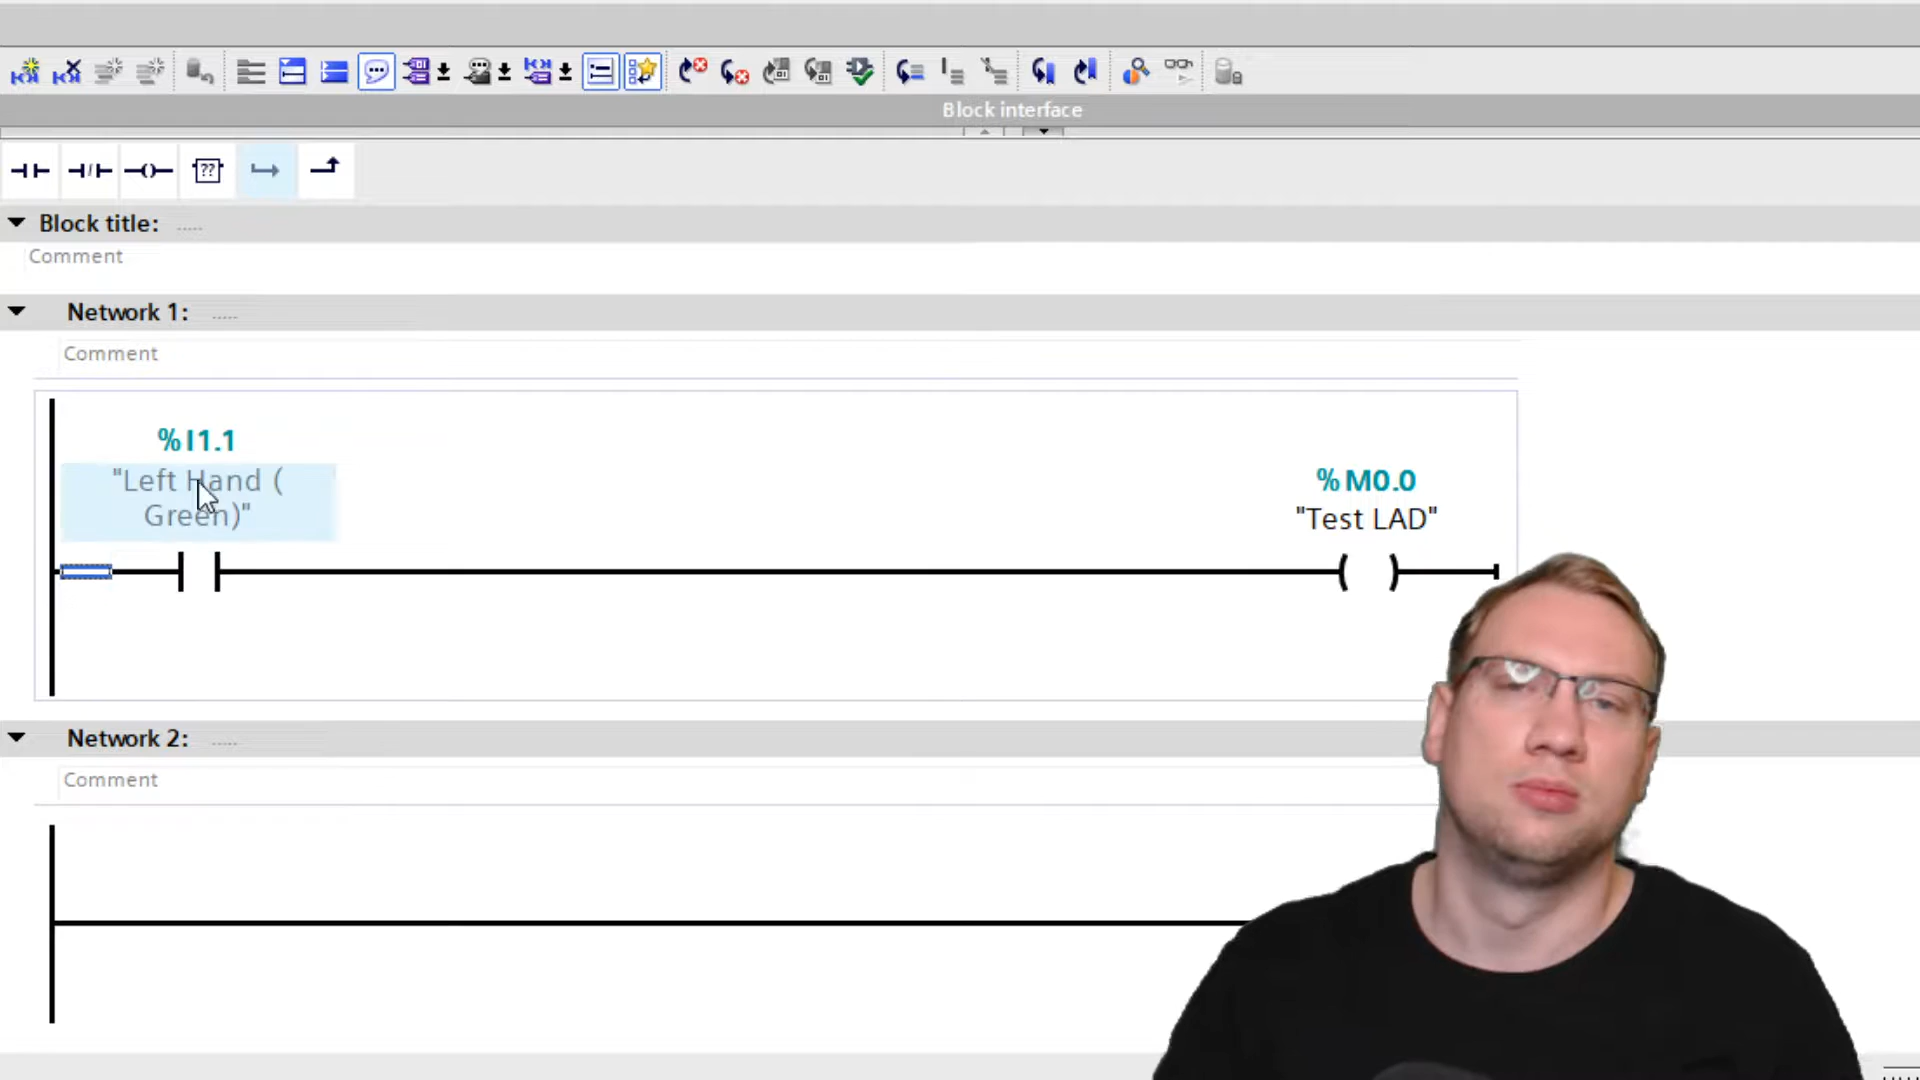 Block interface
??
Block title: .....
Comment
Network 1: .....
Comment
%I1.1
"Left Hand (
Green)"
%M0.0
"Test LAD"
Network 2: .....
Comment